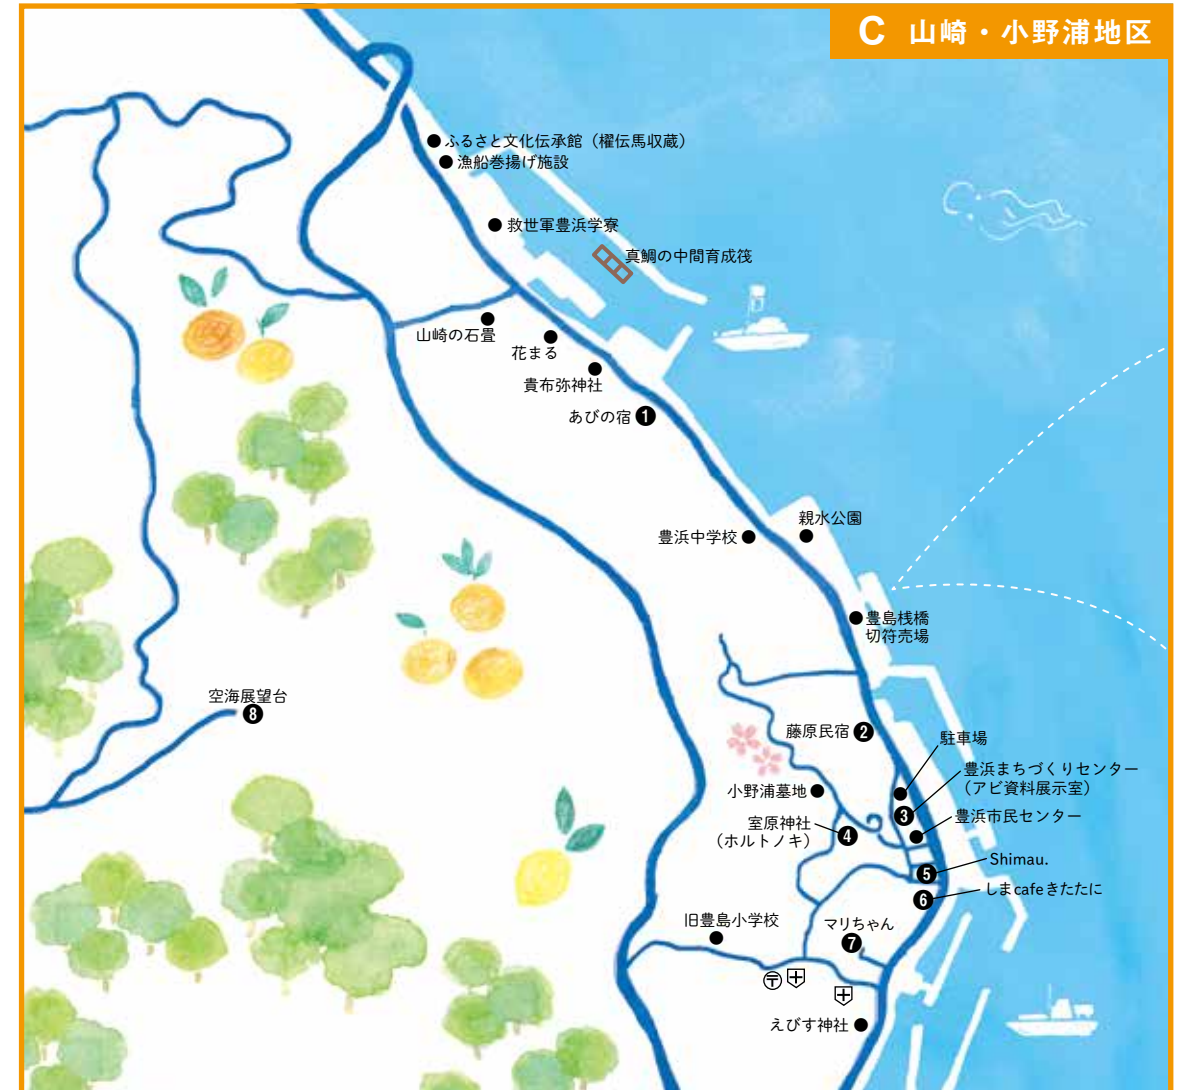 C 山崎・小野浦地区
ふるさと文化伝承館（櫂伝馬収蔵）
漁船巻揚げ施設
救世軍豊浜学寮
真鯛の中間育成筏
山崎の石畳
花まる
貴布弥神社
あびの宿 1
親水公園
豊浜中学校
豊島桟橋
切符売場
空海展望台
8
藤原民宿 2
駐車場
豊浜まちづくりセンター
（アビ資料展示室）
3
小野浦墓地
豊浜市民センター
室原神社
（ホルトノキ）
4
Shimau.
5
しまcafeきたたに
6
旧豊島小学校
マリちゃん
7
〒
えびす神社